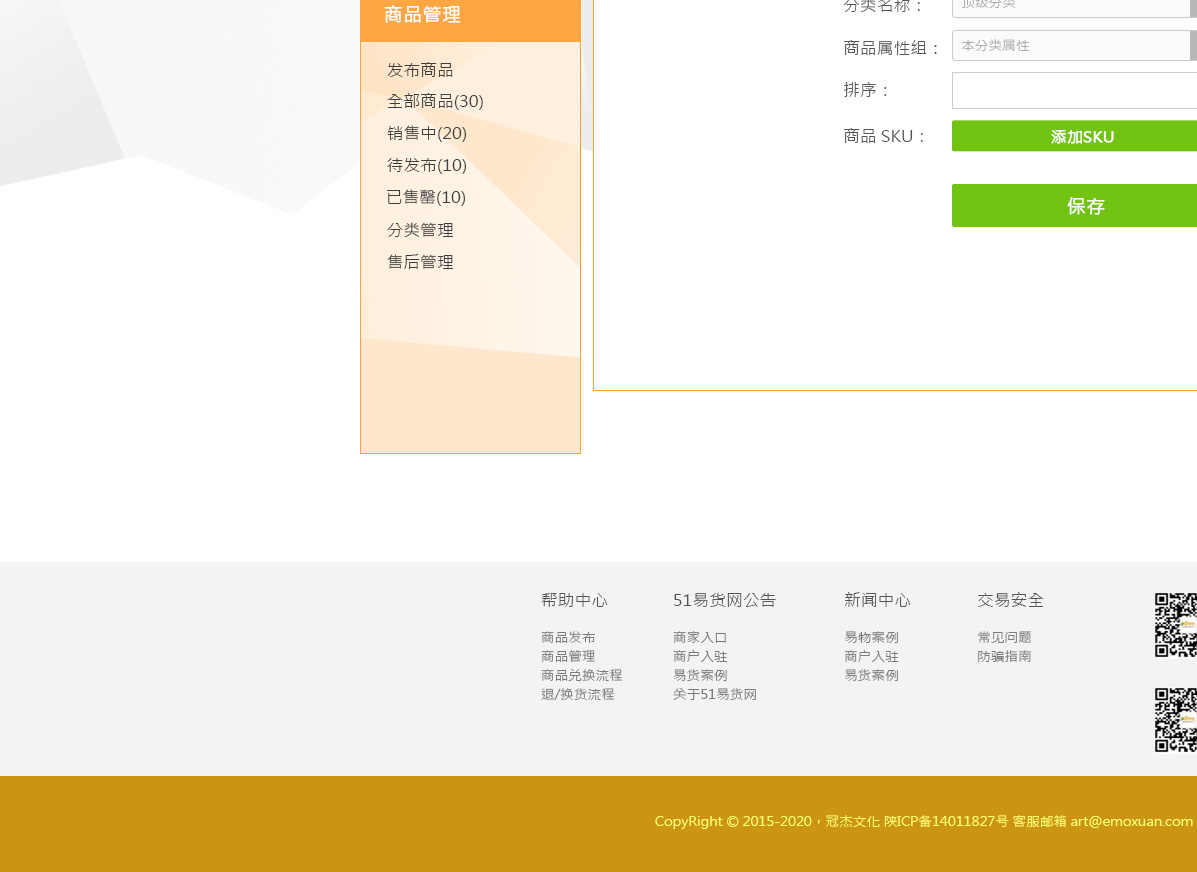 商品管理
发布商品
全部商品(30)
销售中(20)
待发布(10)
已售罄(10)
分类管理
售后管理
分类名称：
顶级分类
商品属性组：
本分类属性
排序：
商品 SKU：
添加SKU
保存
帮助中心
商品发布
商品管理
商品兑换流程
退/换货流程
51易货网公告
商家入口
商户入驻
易货案例
关于51易货网
新闻中心
易物案例
商户入驻
易货案例
交易安全
常见问题
防骗指南
CopyRight © 2015-2020，冠杰文化 陕ICP备14011827号 客服邮箱 art@emoxuan.com